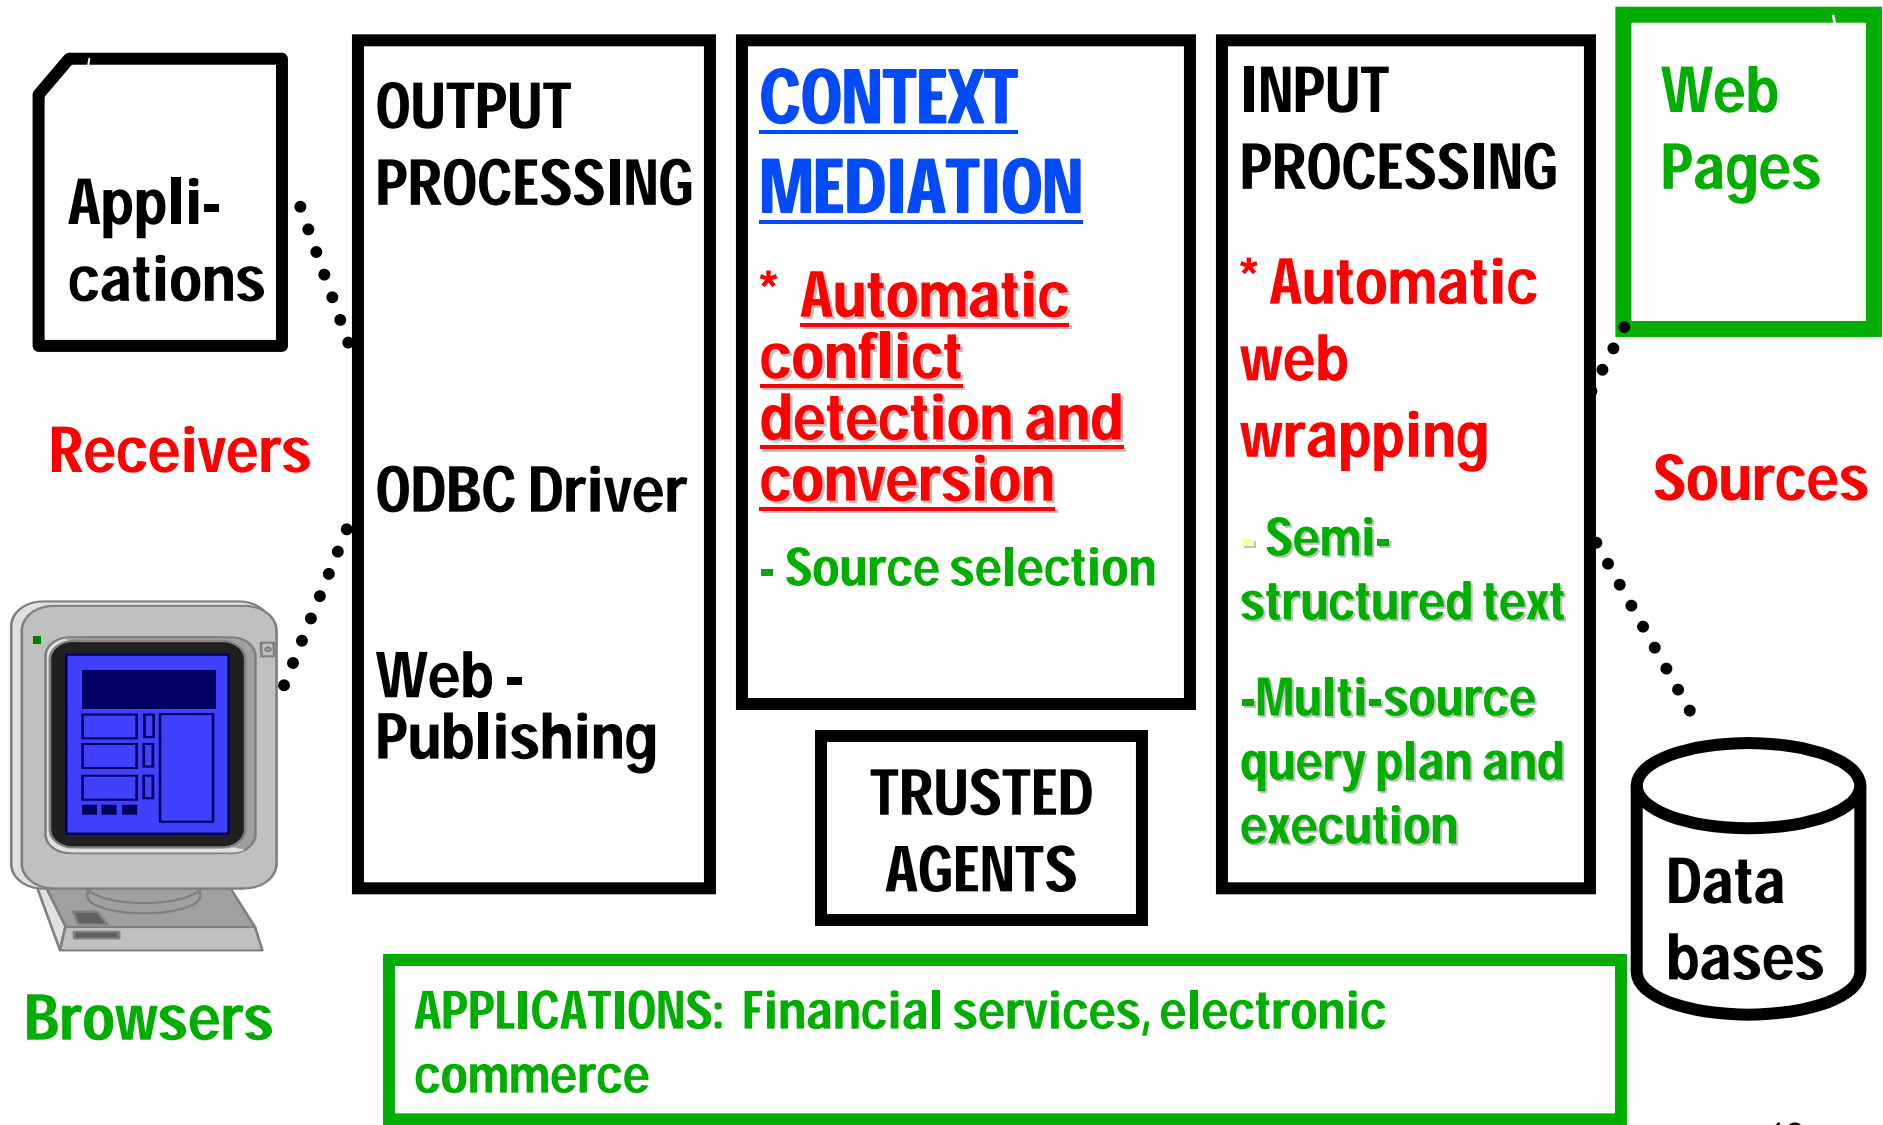 Appli-
cations
Receivers
Browsers
OUTPUT
PROCESSING
ODBC Driver
Web -
Publishing
CONTEXT
MEDIATION
* Automatic
conflict
detection and
conversion
- Source selection
TRUSTED
AGENTS
INPUT
PROCESSING
* Automatic
web
wrapping
- Semi-
structured text
-Multi-source
query plan and
execution
Web
Pages
Sources
Data
bases
APPLICATIONS: Financial services, electronic
commerce